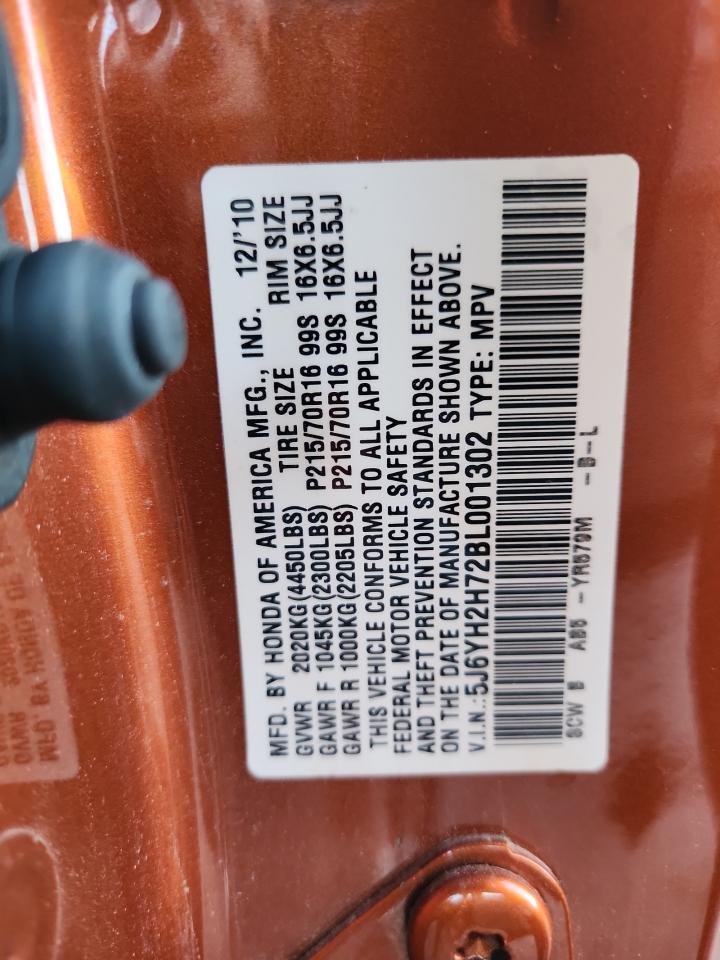 MFD. BY HONDA OF AMERICA MFG., INC. 12/'10
GVWR 2020KG(4450LBS) TIRE SIZE RIM SIZE
GAWR F 1045KG(2300LBS) P215/70R16 99S 16X6.5JJ
GAWR R 1000KG(2205LBS) P215/70R16 99S 16X6.5JJ
THIS VEHICLE CONFORMS TO ALL APPLICABLE
FEDERAL MOTOR VEHICLE SAFETY
AND THEFT PREVENTION STANDARDS IN EFFECT
ON THE DATE OF MANUFACTURE SHOWN ABOVE.
V.I.N.:5J6YH2H72BL001302 TYPE: MPV
SCW B AB5 -YR579M -B-L